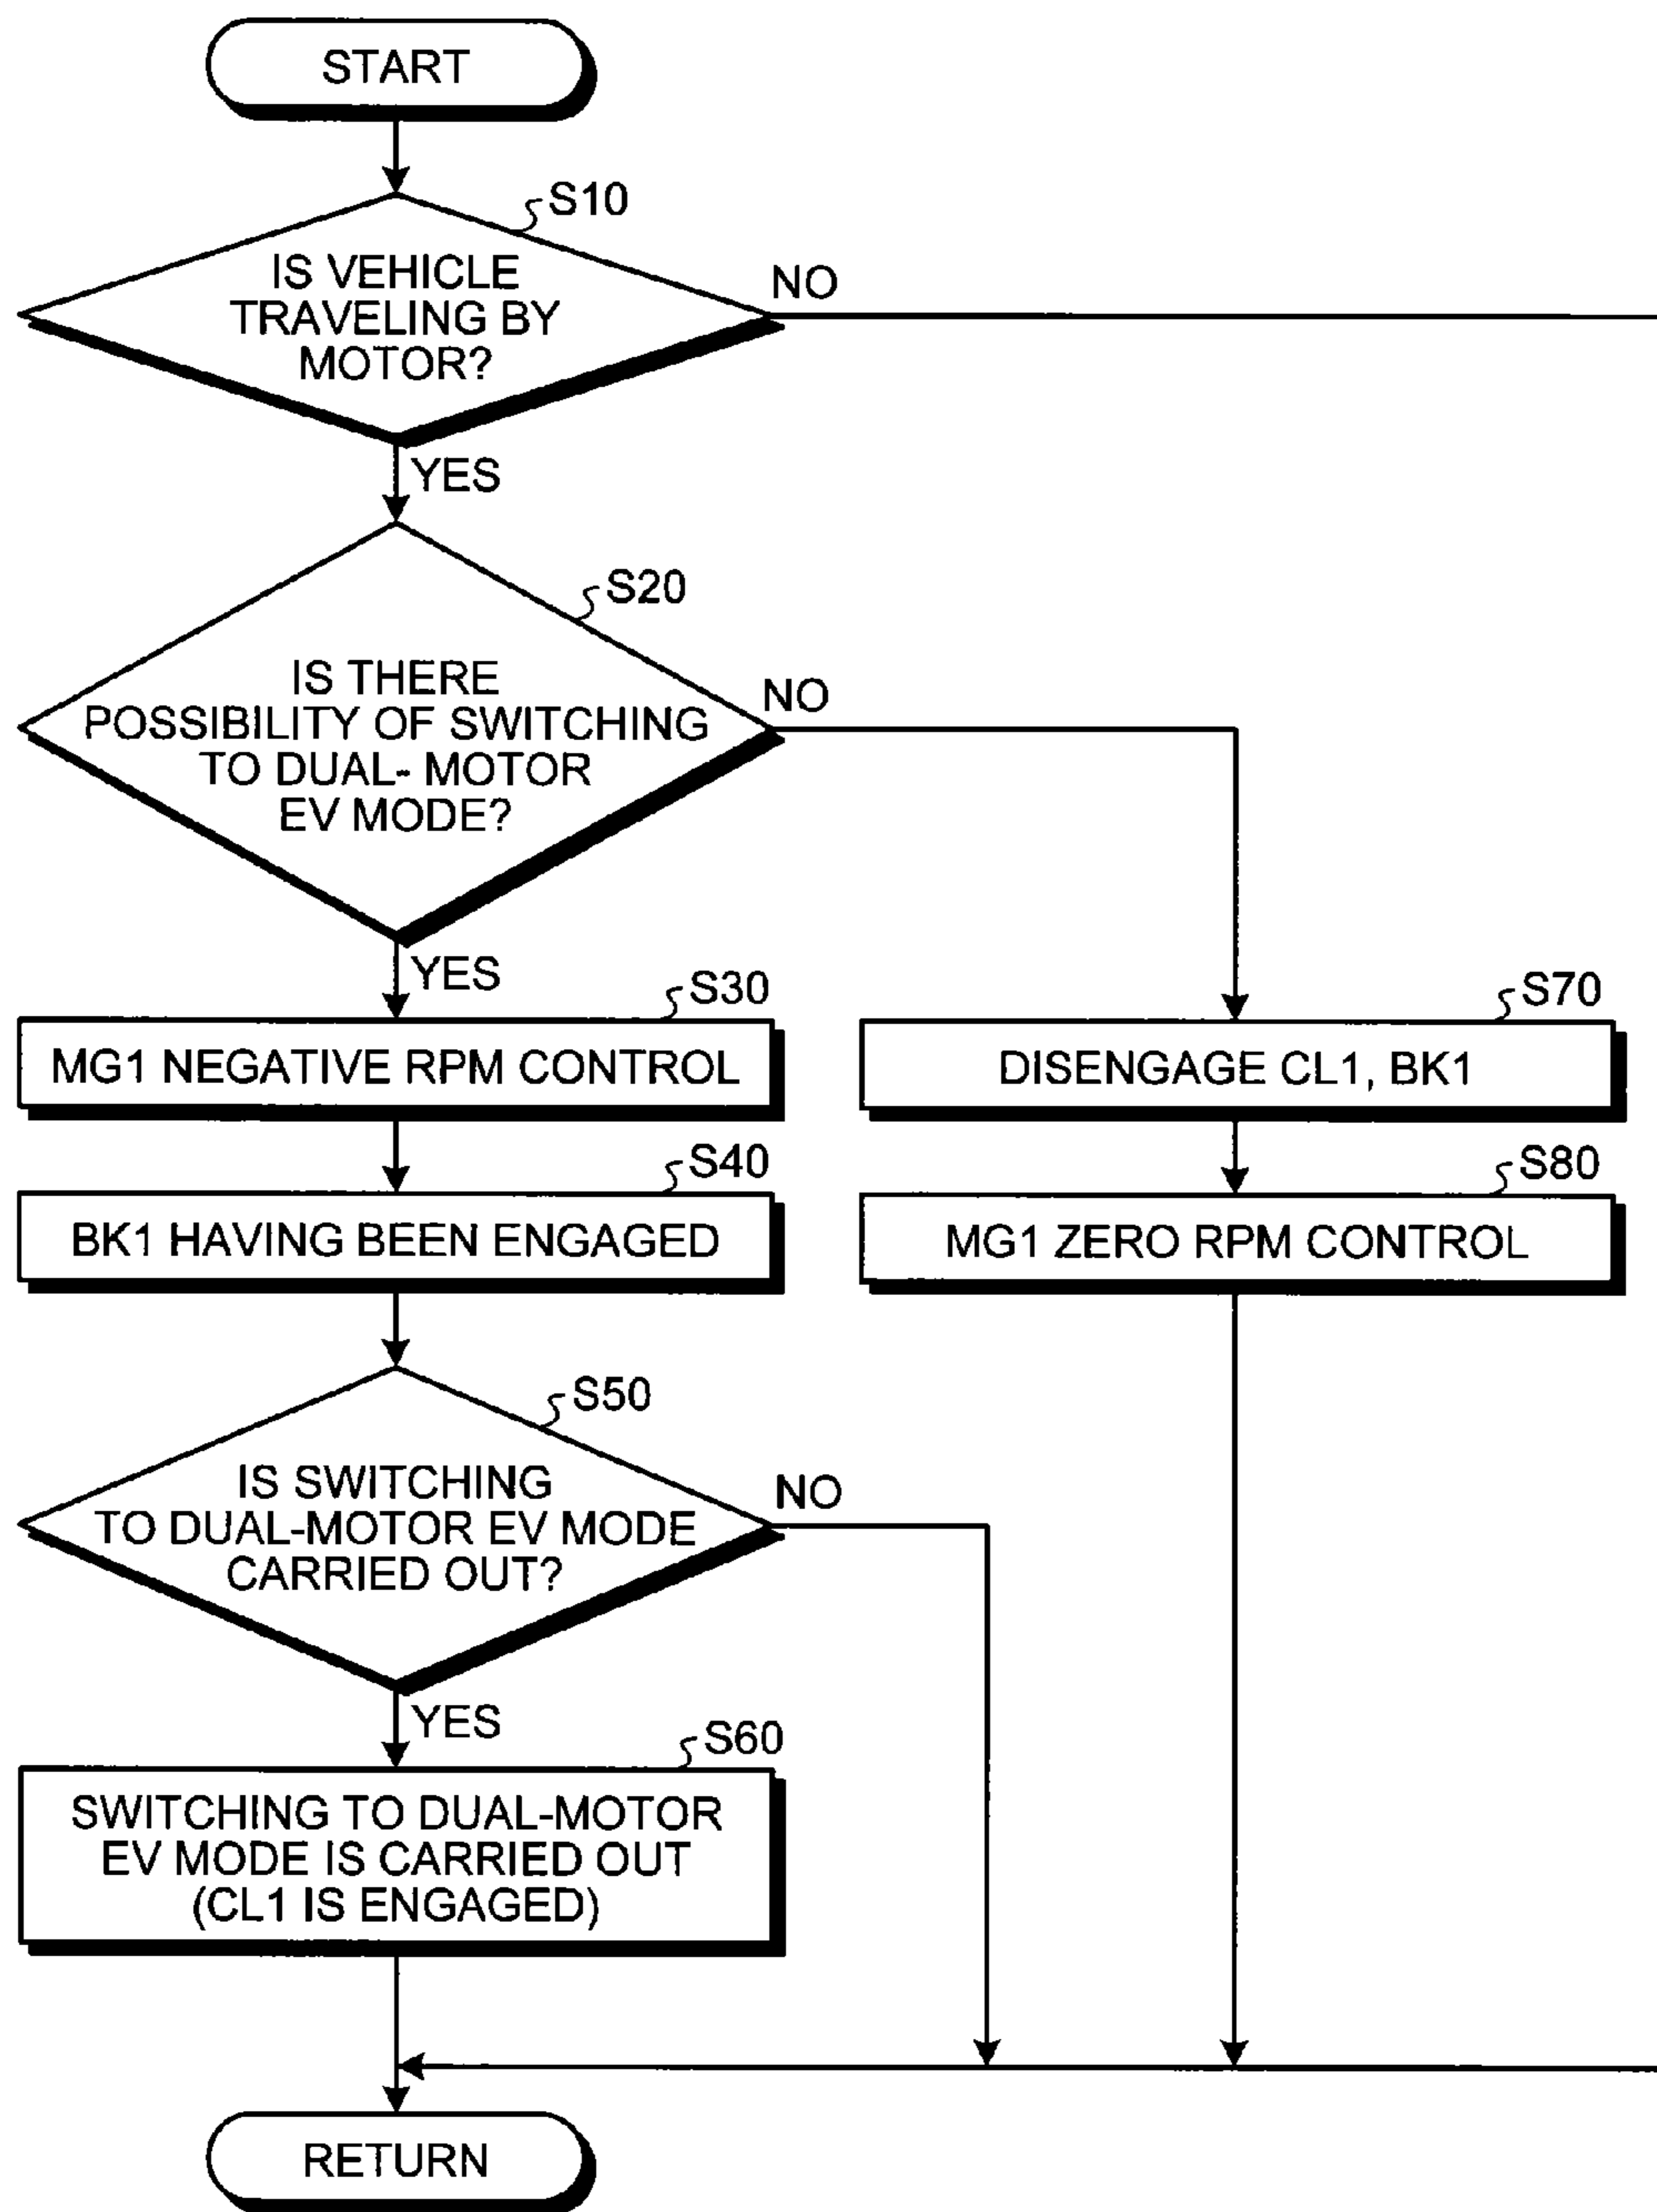 START
S10
IS VEHICLE
TRAVELING BY
MOTOR?
NO
YES
S20
IS THERE
POSSIBILITY OF SWITCHING
TO DUAL- MOTOR
EV MODE?
NO
YES
S30
MG1 NEGATIVE RPM CONTROL
S70
DISENGAGE CL1, BK1
S40
BK1 HAVING BEEN ENGAGED
S80
MG1 ZERO RPM CONTROL
S50
IS SWITCHING
TO DUAL-MOTOR EV MODE
CARRIED OUT?
NO
YES
S60
SWITCHING TO DUAL-MOTOR
EV MODE IS CARRIED OUT
(CL1 IS ENGAGED)
RETURN